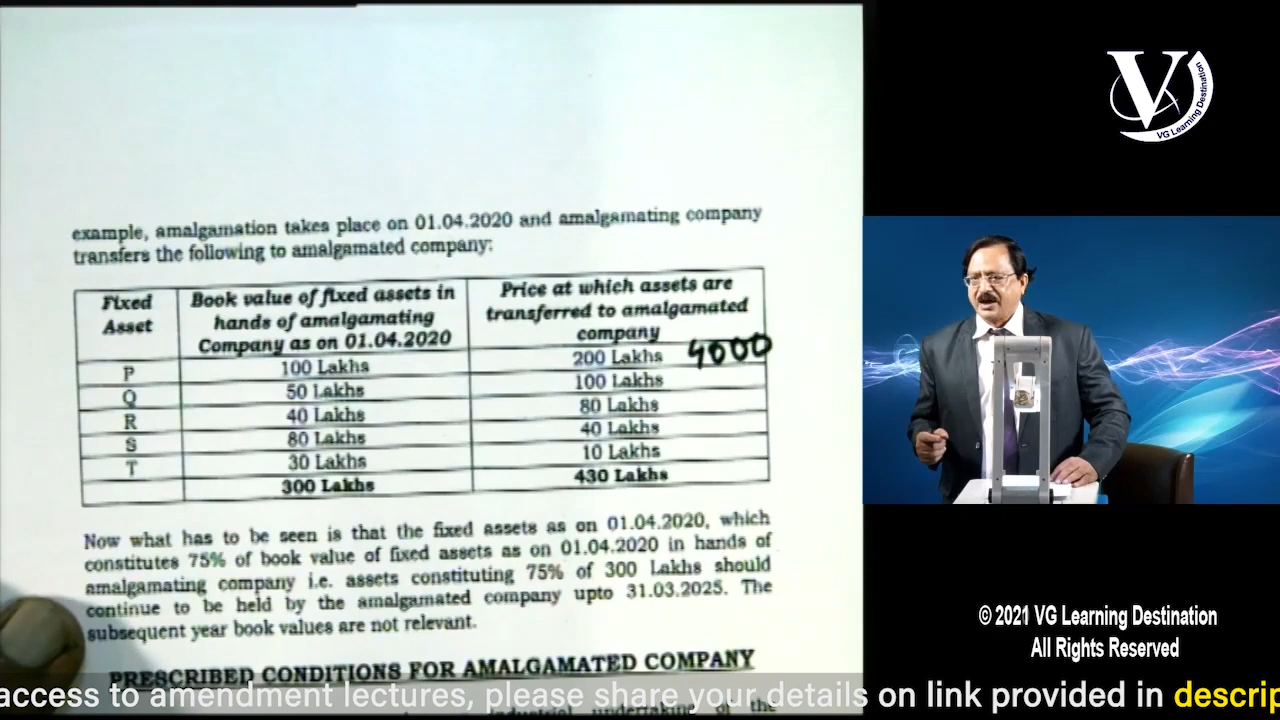 example, amalgamation takes place on 01.04.2020 and amalgamating company
transfers the following to amalgamated company:
Fixed Asset | Book value of fixed assets in hands of amalgamating Company as on 01.04.2020 | Price at which assets are transferred to amalgamated company
P | 100 Lakhs | 200 Lakhs 4000
Q | 50 Lakhs | 100 Lakhs
R | 40 Lakhs | 80 Lakhs
S | 80 Lakhs | 40 Lakhs
T | 30 Lakhs | 10 Lakhs
300 Lakhs | 430 Lakhs
Now what has to be seen is that the fixed assets as on 01.04.2020, which
constitutes 75% of book value of fixed assets as on 01.04.2020 in hands of
amalgamating company i.e. assets constituting 75% of 300 Lakhs should
continue to be held by the amalgamated company upto 31.03.2025. The
subsequent year book values are not relevant.
PRESCRIBED CONDITIONS FOR AMALGAMATED COMPANY
industrial undertaking of the
V
VG Learning Destination
© 2021 VG Learning Destination
All Rights Reserved
access to amendment lectures, please share your details on link provided in descrip